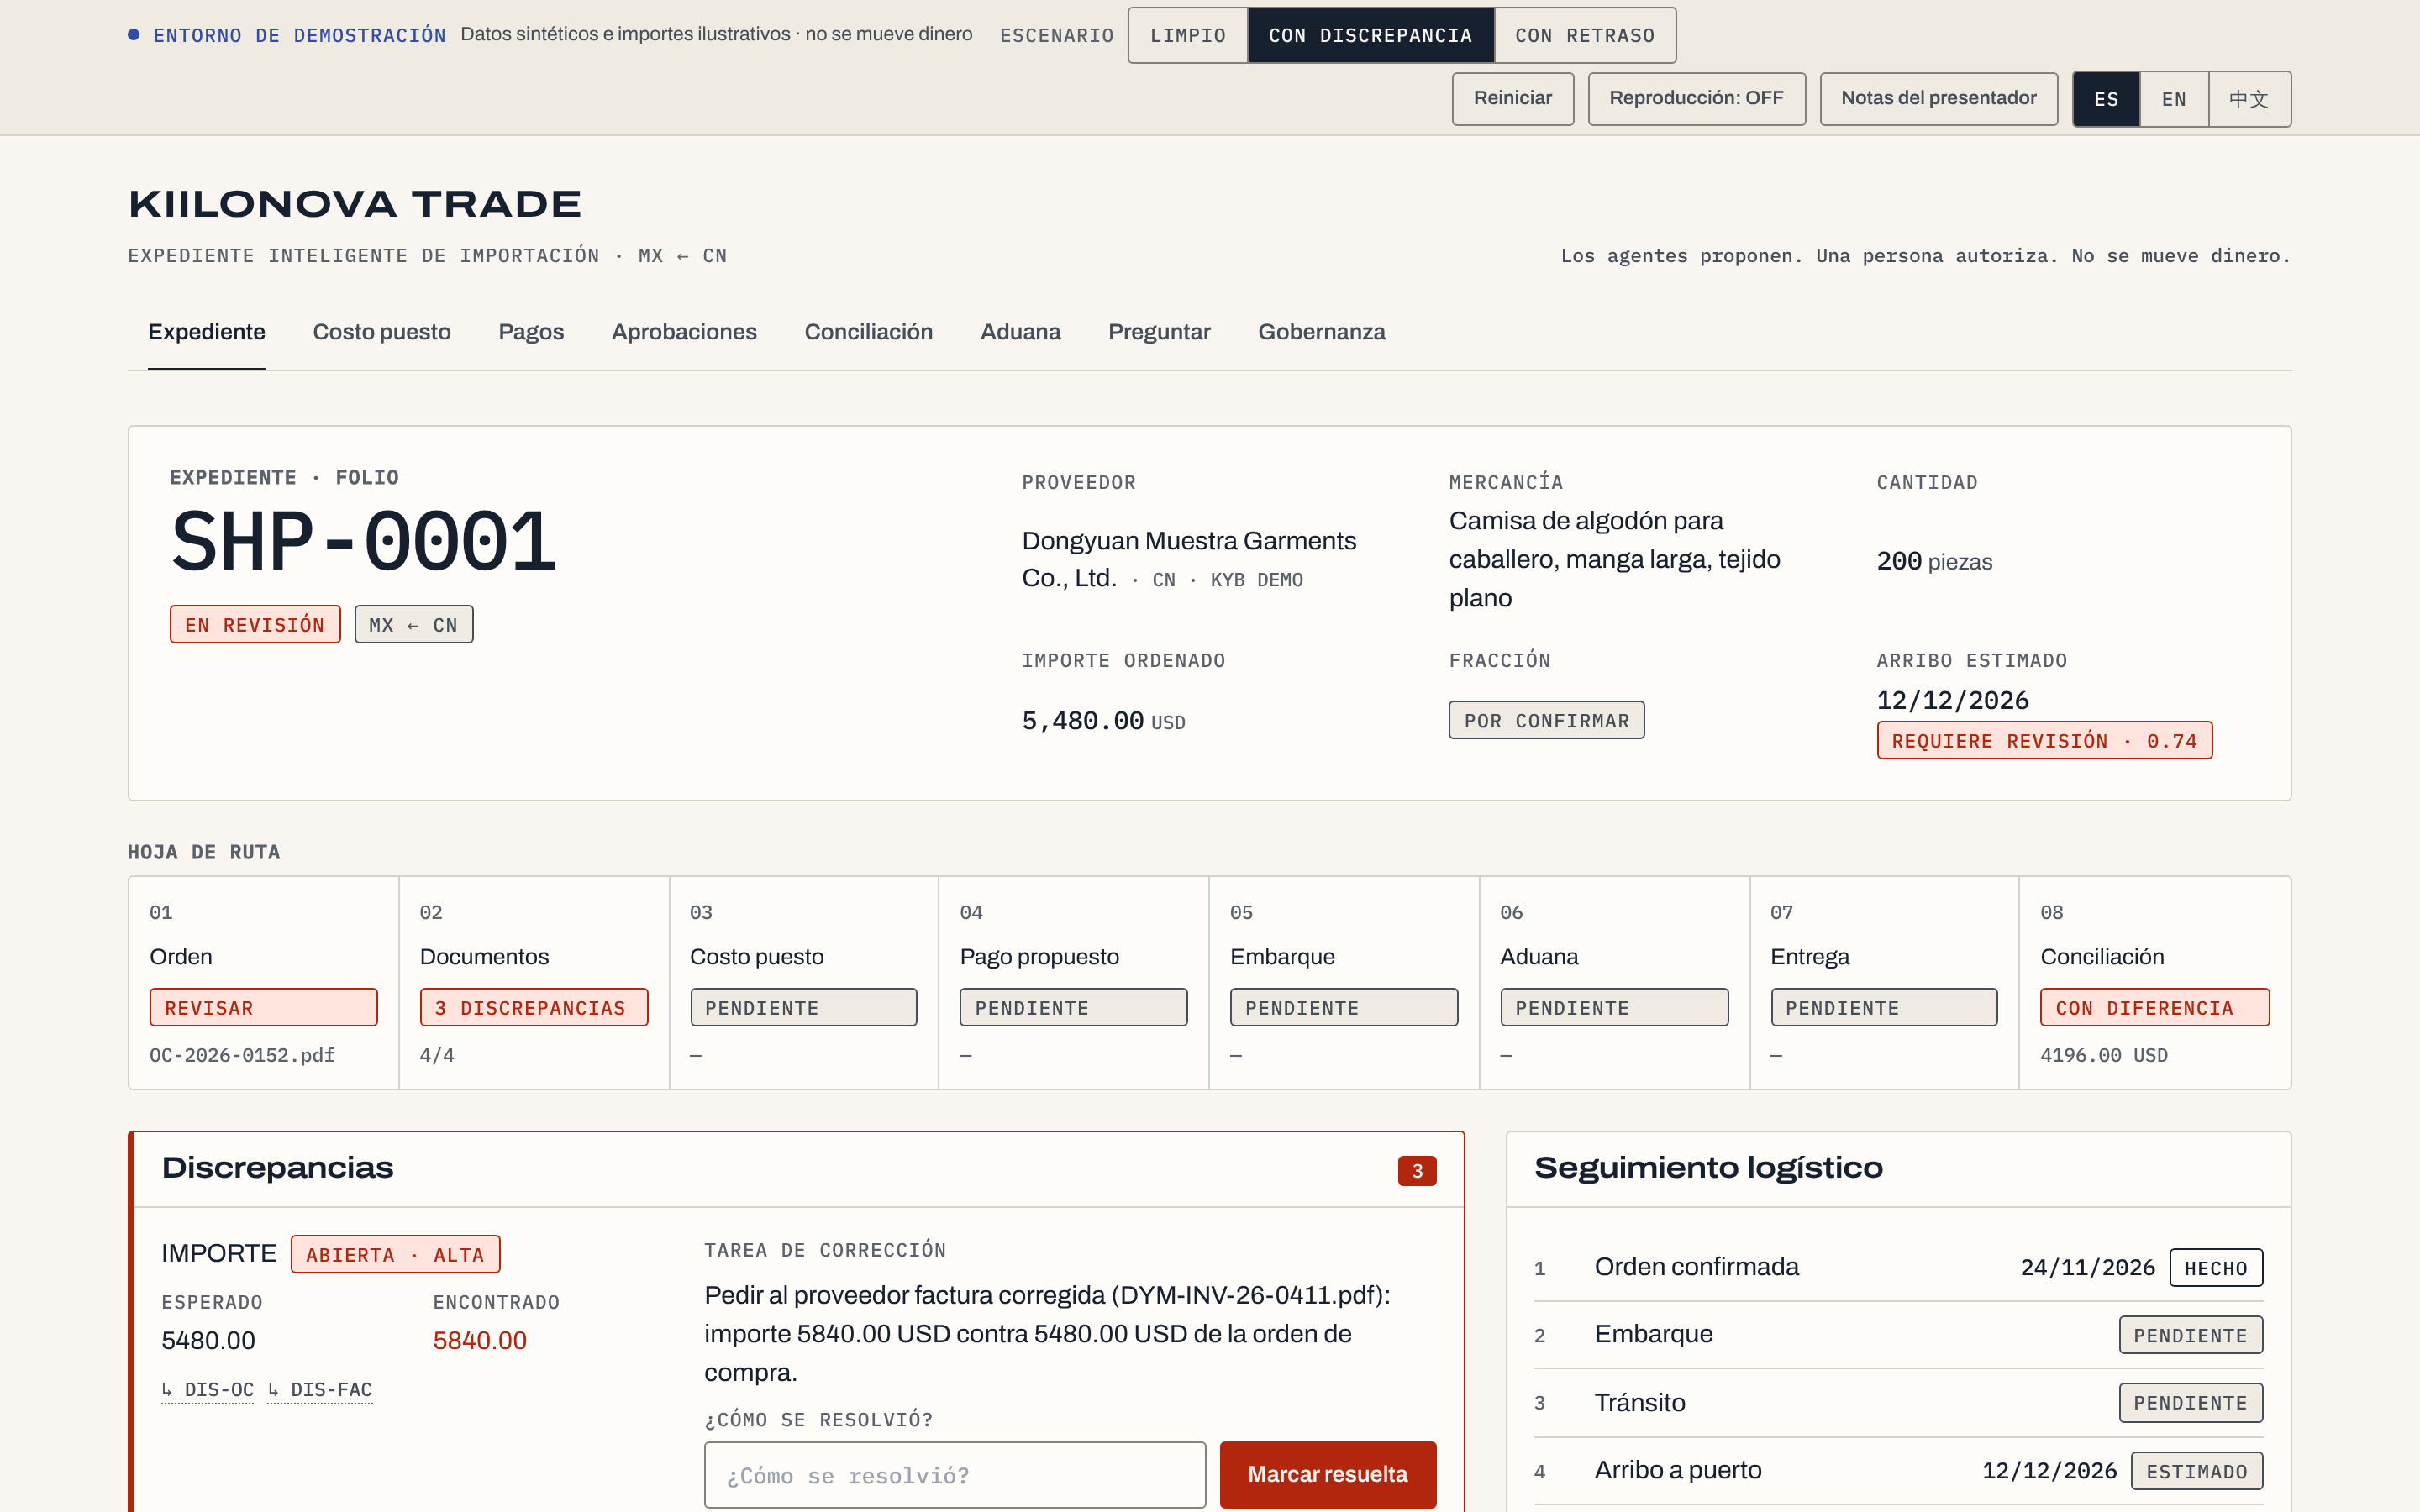 ENTORNO DE DEMOSTRACIÓN Datos sintéticos e importes ilustrativos · no se mueve dinero ESCENARIO LIMPIO CON DISCREPANCIA CON RETRASO
Reiniciar Reproducción: OFF Notas del presentador ES EN 中文
KIILONOVA TRADE
EXPEDIENTE INTELIGENTE DE IMPORTACIÓN · MX ← CN
Los agentes proponen. Una persona autoriza. No se mueve dinero.
Expediente Costo puesto Pagos Aprobaciones Conciliación Aduana Preguntar Gobernanza
EXPEDIENTE · FOLIO
SHP-0001
EN REVISIÓN MX ← CN
PROVEEDOR
Dongyuan Muestra Garments
Co., Ltd. · CN · KYB DEMO
MERCANCÍA
Camisa de algodón para
caballero, manga larga, tejido
plano
CANTIDAD
200 piezas
IMPORTE ORDENADO
5,480.00 USD
FRACCIÓN
POR CONFIRMAR
ARRIBO ESTIMADO
12/12/2026
REQUIERE REVISIÓN · 0.74
HOJA DE RUTA
01
Orden
REVISAR
OC-2026-0152.pdf
02
Documentos
3 DISCREPANCIAS
4/4
03
Costo puesto
PENDIENTE
—
04
Pago propuesto
PENDIENTE
—
05
Embarque
PENDIENTE
—
06
Aduana
PENDIENTE
—
07
Entrega
PENDIENTE
—
08
Conciliación
CON DIFERENCIA
4196.00 USD
Discrepancias 3
IMPORTE ABIERTA · ALTA
ESPERADO ENCONTRADO
5480.00 5840.00
↳ DIS-OC ↳ DIS-FAC
TAREA DE CORRECCIÓN
Pedir al proveedor factura corregida (DYM-INV-26-0411.pdf):
importe 5840.00 USD contra 5480.00 USD de la orden de
compra.
¿CÓMO SE RESOLVIÓ?
¿Cómo se resolvió? Marcar resuelta
Seguimiento logístico
1 Orden confirmada 24/11/2026 HECHO
2 Embarque PENDIENTE
3 Tránsito PENDIENTE
4 Arribo a puerto 12/12/2026 ESTIMADO